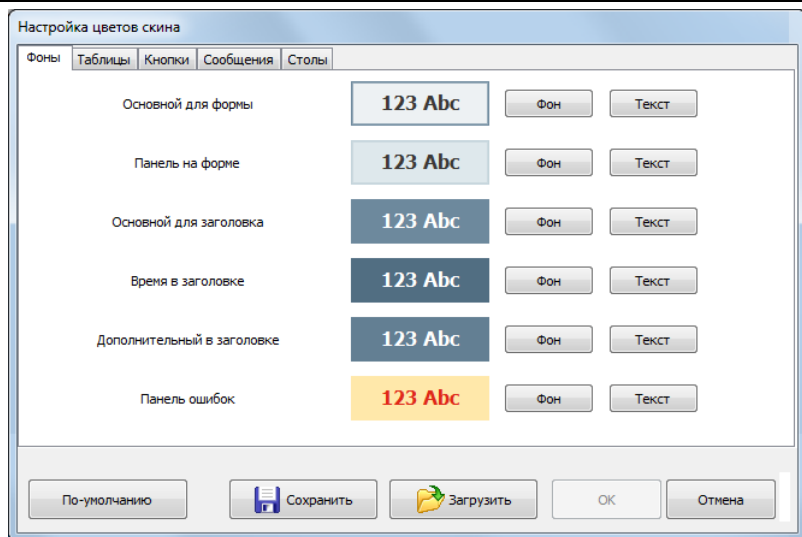 Настройка цветов скина
Фоны Таблицы Кнопки Сообщения Столы
Основной для формы 123 Abc Фон Текст
Панель на форме 123 Abc Фон Текст
Основной для заголовка 123 Abc Фон Текст
Время в заголовке 123 Abc Фон Текст
Дополнительный в заголовке 123 Abc Фон Текст
Панель ошибок 123 Abc Фон Текст
По-умолчанию Сохранить Загрузить ОК Отмена